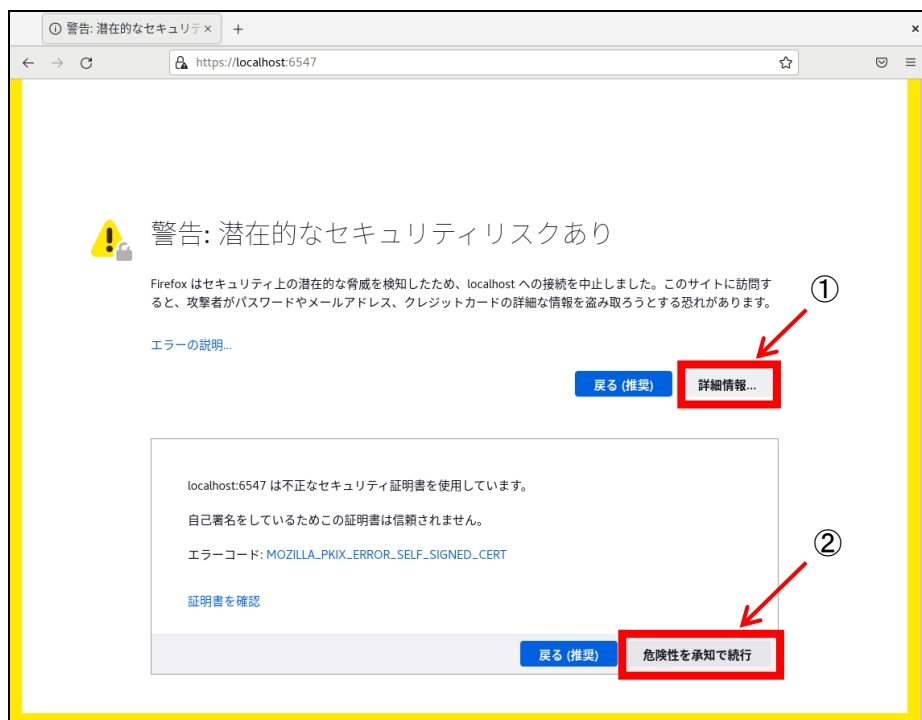 警告: 潜在的なセキュリテ× +
×
https://localhost:6547
警告: 潜在的なセキュリティリスクあり
Firefox はセキュリティ上の潜在的な脅威を検知したため、localhost への接続を中止しました。このサイトに訪問す
ると、攻撃者がパスワードやメールアドレス、クレジットカードの詳細な情報を盗み取ろうとする恐れがあります。
①
エラーの説明...
戻る (推奨) 詳細情報...
localhost:6547 は不正なセキュリティ証明書を使用しています。
自己署名をしているためこの証明書は信頼されません。
②
エラーコード: MOZILLA_PKIX_ERROR_SELF_SIGNED_CERT
証明書を確認
戻る (推奨) 危険性を承知で続行